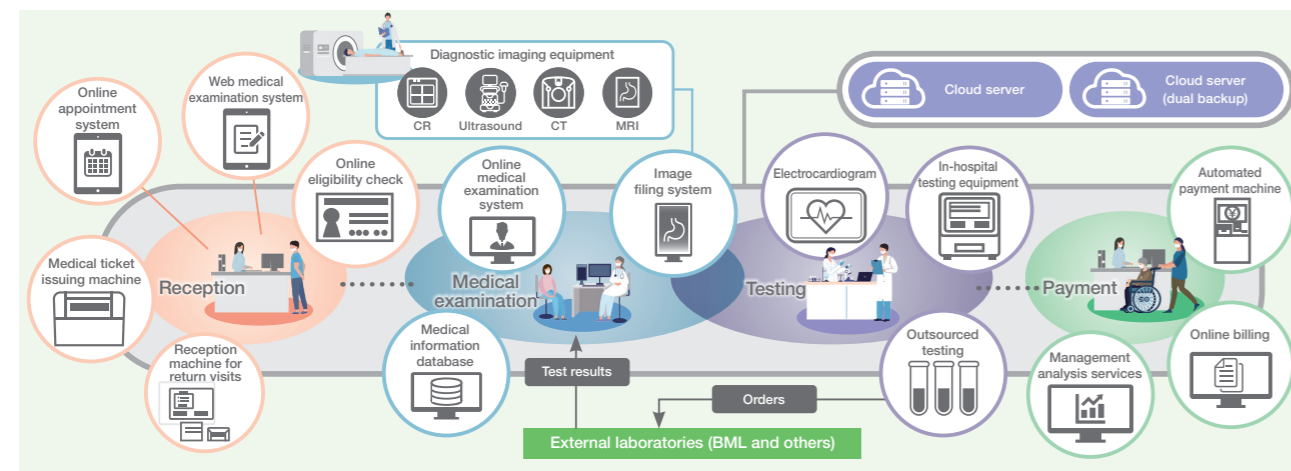 Diagnostic imaging equipment
CR
Ultrasound
CT
MRI
Cloud server
Cloud server
(dual backup)
Online
appointment
system
Web medical
examination system
Online
eligibility check
Online
medical
examination
system
Image
filing system
Electrocardiogram
In-hospital
testing equipment
Automated
payment machine
Medical ticket
issuing machine
Reception
Medical
examination
Testing
Payment
Reception
machine for
return visits
Medical
information
database
Test results
Orders
Outsourced
testing
Management
analysis services
Online billing
External laboratories (BML and others)